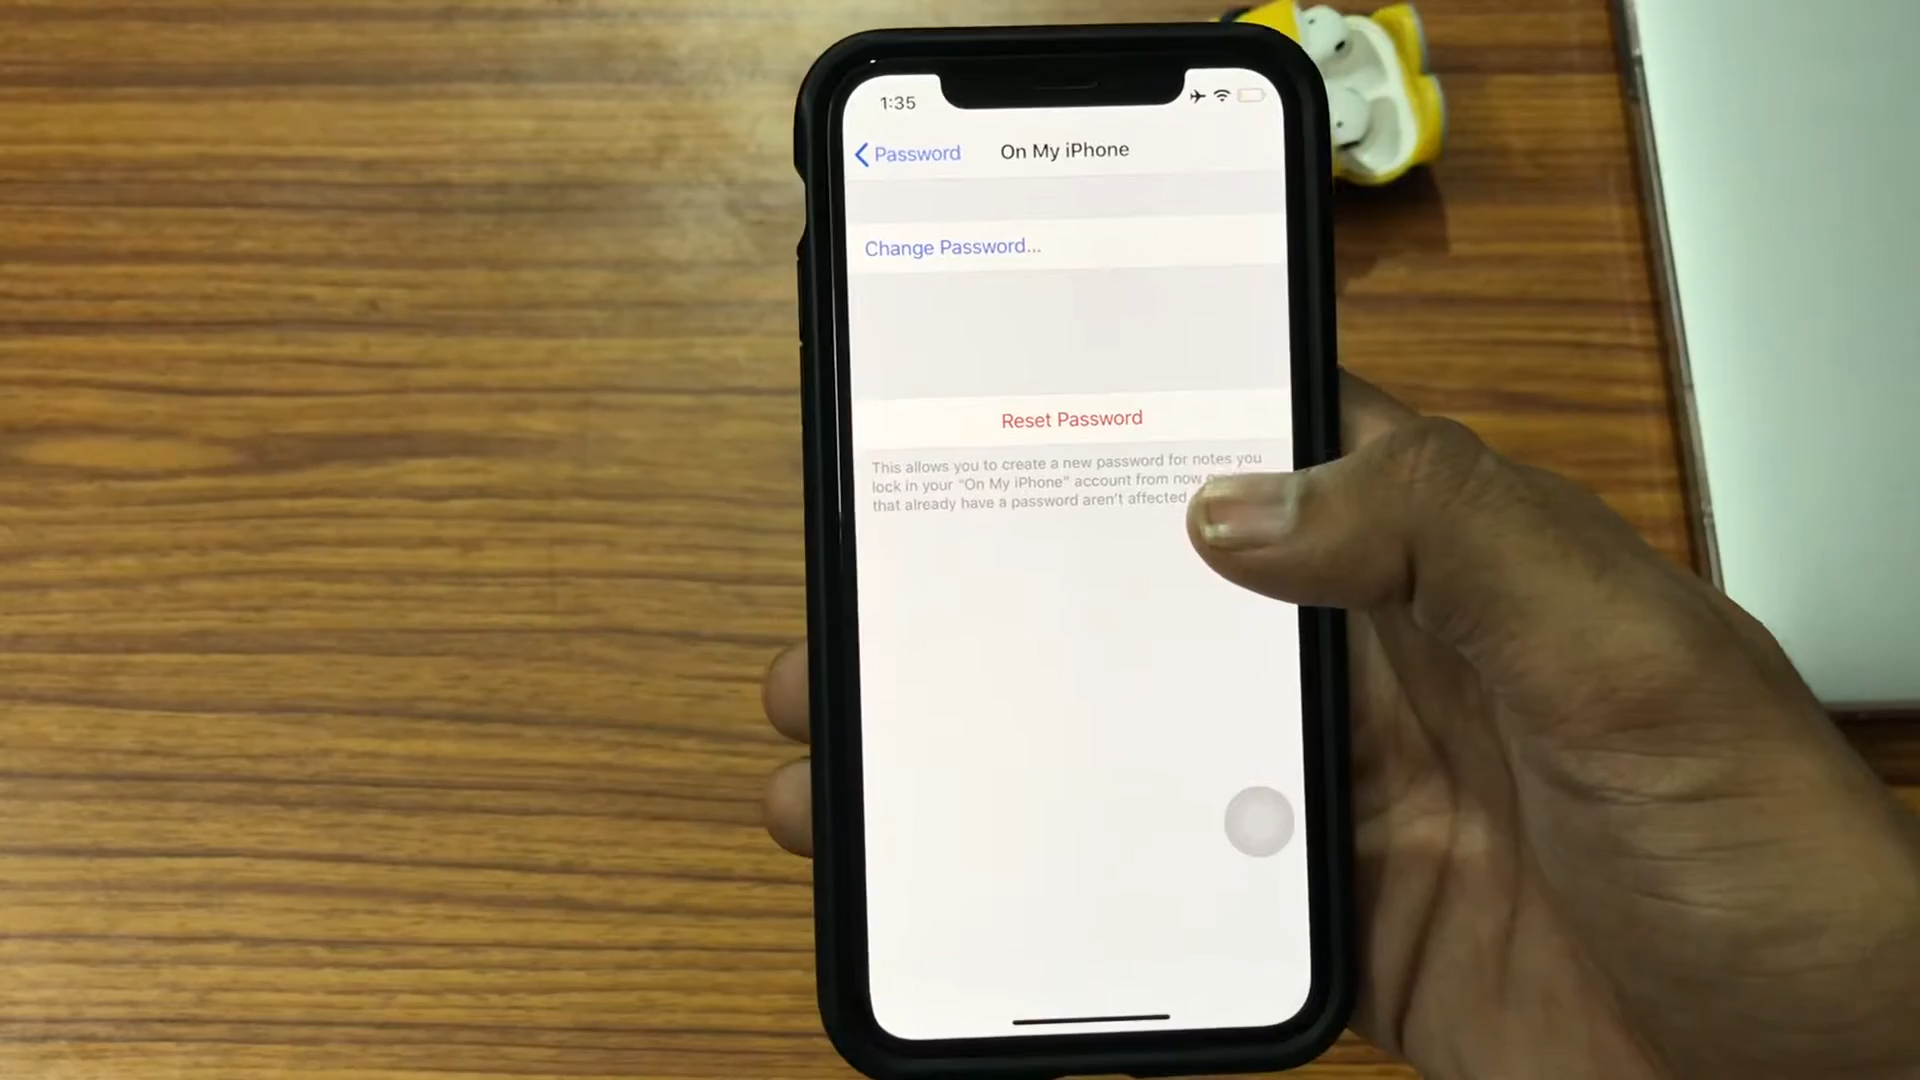 1:35
Password
On My iPhone
Change Password...
Reset Password
This allows you to create a new password for notes you
lock in your "On My iPhone" account from now
that already have a password aren't affected